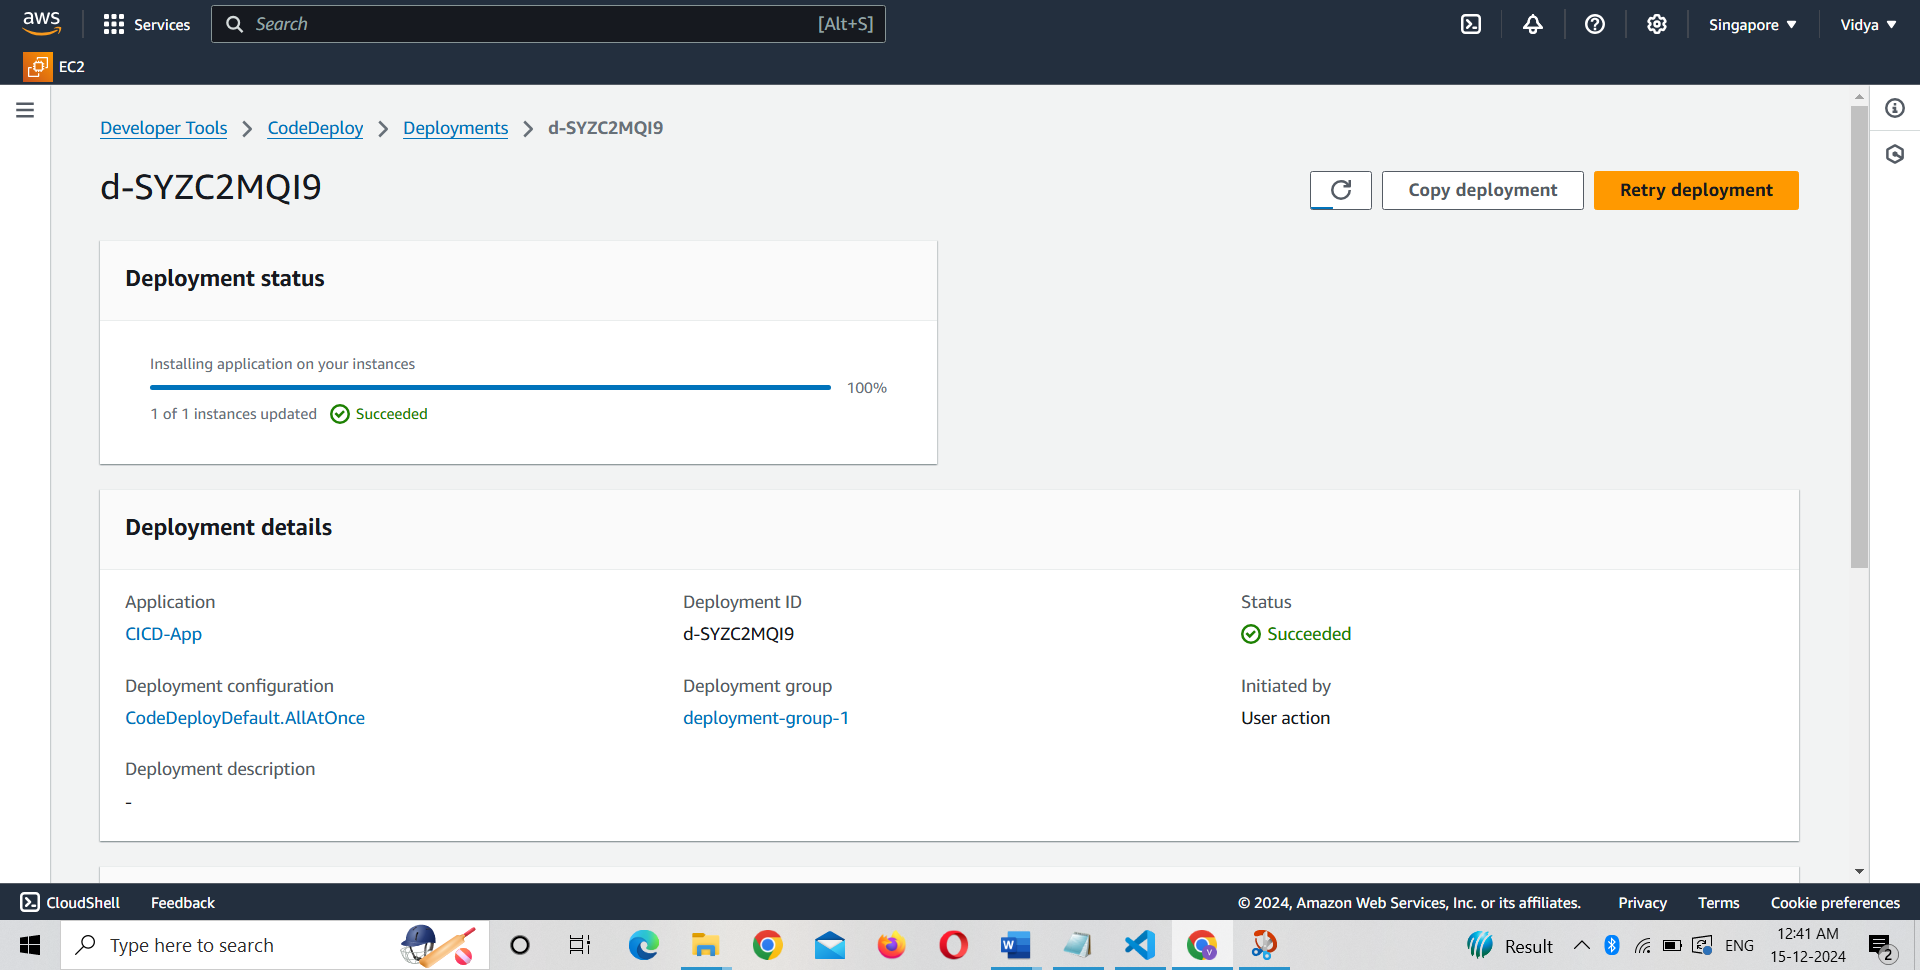 aws
Services
Search
[Alt+S]
Singapore
Vidya
EC2
Developer Tools
CodeDeploy
Deployments
d-SYZC2MQI9
d-SYZC2MQI9
Copy deployment
Retry deployment
Deployment status
Installing application on your instances
100%
1 of 1 instances updated
Succeeded
Deployment details
Application
Deployment ID
Status
CICD-App
d-SYZC2MQI9
Succeeded
Deployment configuration
Deployment group
Initiated by
CodeDeployDefault.AllAtOnce
deployment-group-1
User action
Deployment description
-
CloudShell
Feedback
© 2024, Amazon Web Services, Inc. or its affiliates.
Privacy
Terms
Cookie preferences
Type here to search
Result
ENG
12:41 AM
15-12-2024
2